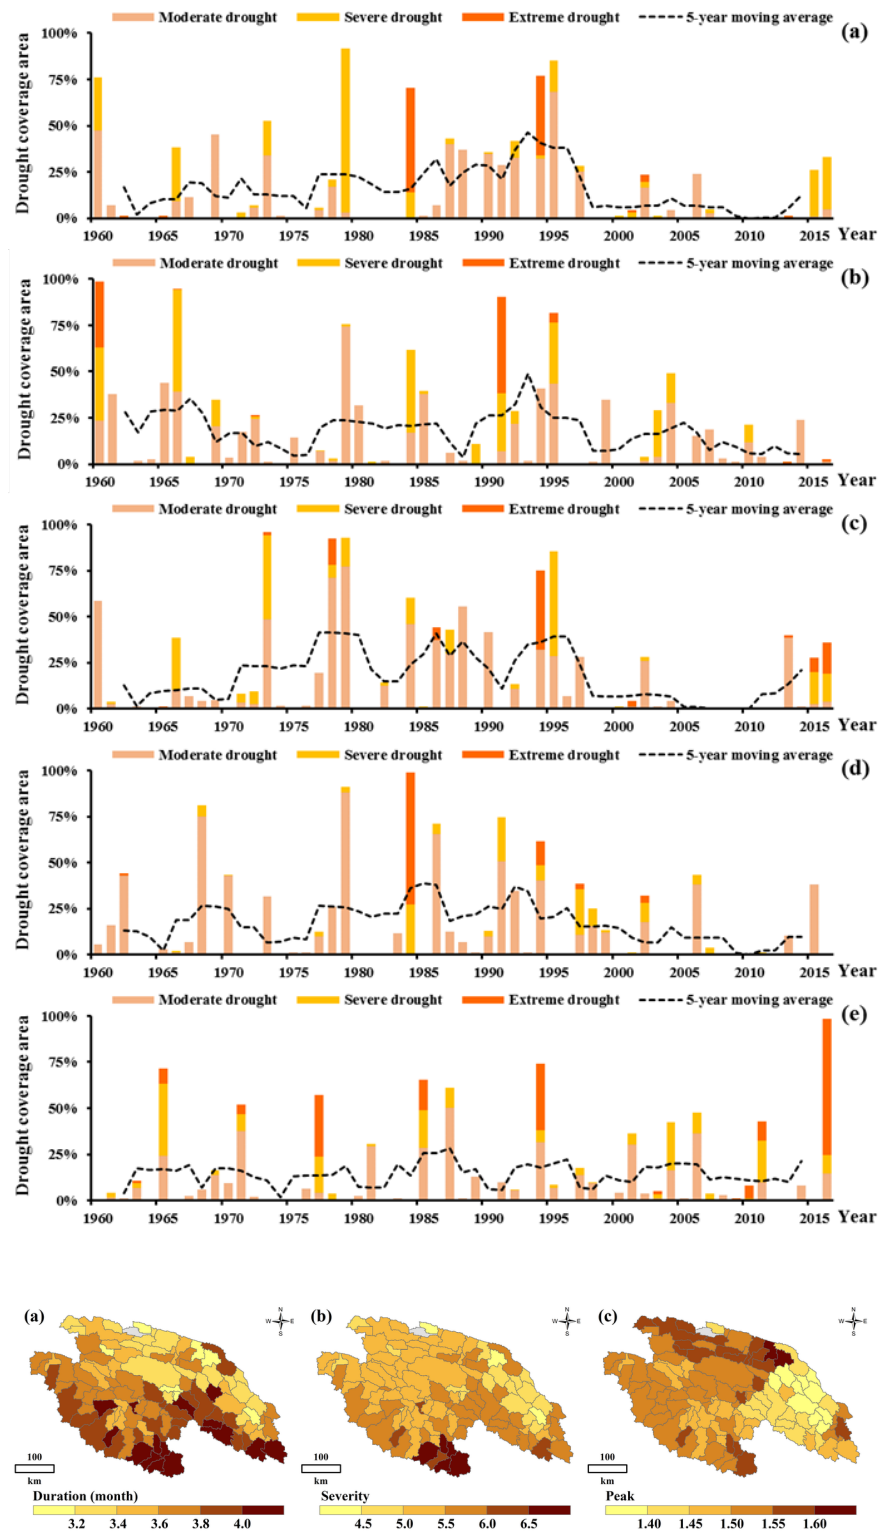 Moderate drought Severe drought Extreme drought 5-year moving average
(a)
Drought coverage area
100%
75%
50%
25%
0%
1960 1965 1970 1975 1980 1985 1990 1995 2000 2005 2010 2015 Year
Moderate drought Severe drought Extreme drought 5-year moving average
(b)
Drought coverage area
100%
75%
50%
25%
0%
1960 1965 1970 1975 1980 1985 1990 1995 2000 2005 2010 2015 Year
Moderate drought Severe drought Extreme drought 5-year moving average
(c)
Drought coverage area
100%
75%
50%
25%
0%
1960 1965 1970 1975 1980 1985 1990 1995 2000 2005 2010 2015 Year
Moderate drought Severe drought Extreme drought 5-year moving average
(d)
Drought coverage area
100%
75%
50%
25%
0%
1960 1965 1970 1975 1980 1985 1990 1995 2000 2005 2010 2015 Year
Moderate drought Severe drought Extreme drought 5-year moving average
(e)
Drought coverage area
100%
75%
50%
25%
0%
1960 1965 1970 1975 1980 1985 1990 1995 2000 2005 2010 2015 Year
(a)
N
W E
S
100
km
Duration (month)
3.2 3.4 3.6 3.8 4.0
(b)
N
W E
S
100
km
Severity
4.5 5.0 5.5 6.0 6.5
(c)
N
W E
S
100
km
Peak
1.40 1.45 1.50 1.55 1.60